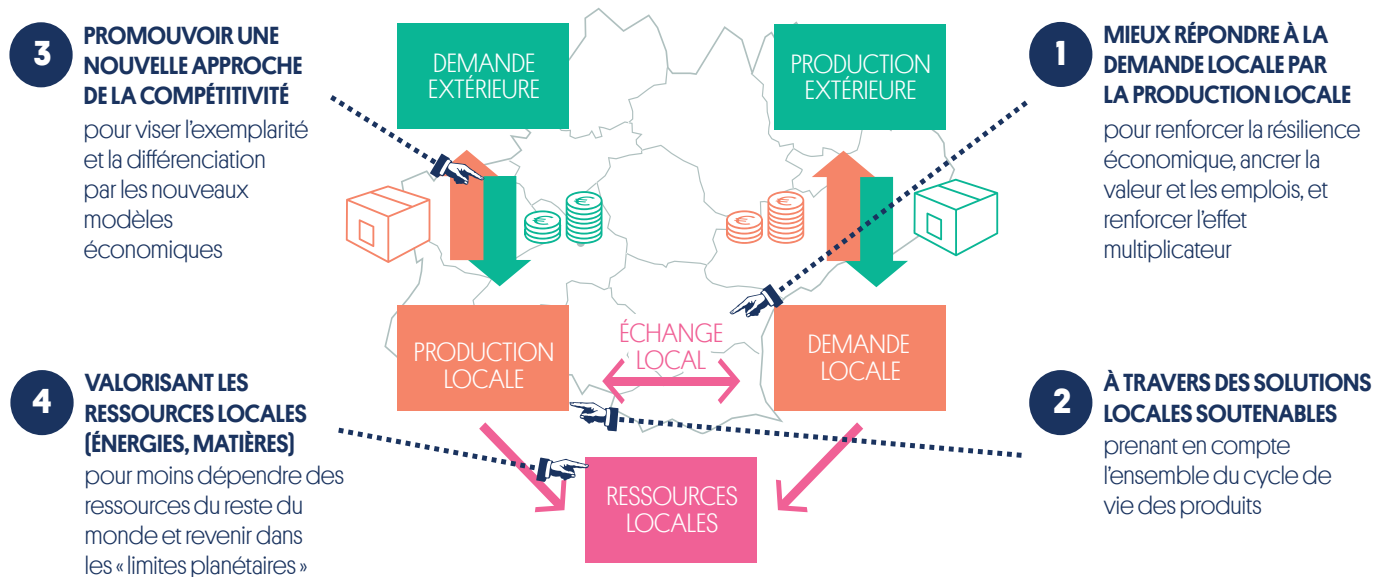 3
PROMOUVOIR UNE
NOUVELLE APPROCHE
DE LA COMPÉTITIVITÉ
pour viser l'exemplarité
et la différenciation
par les nouveaux
modèles
économiques
DEMANDE
EXTÉRIEURE
PRODUCTION
EXTÉRIEURE
1
MIEUX RÉPONDRE À LA
DEMANDE LOCALE PAR
LA PRODUCTION LOCALE
pour renforcer la résilience
économique, ancrer la
valeur et les emplois, et
renforcer l'effet
multiplicateur
€
€
€
€
PRODUCTION
LOCALE
ÉCHANGE
LOCAL
DEMANDE
LOCALE
4
VALORISANT LES
RESSOURCES LOCALES
(ÉNERGIES, MATIÈRES)
pour moins dépendre des
ressources du reste du
monde et revenir dans
les « limites planétaires »
RESSOURCES
LOCALES
2
À TRAVERS DES SOLUTIONS
LOCALES SOUTENABLES
prenant en compte
l'ensemble du cycle de
vie des produits